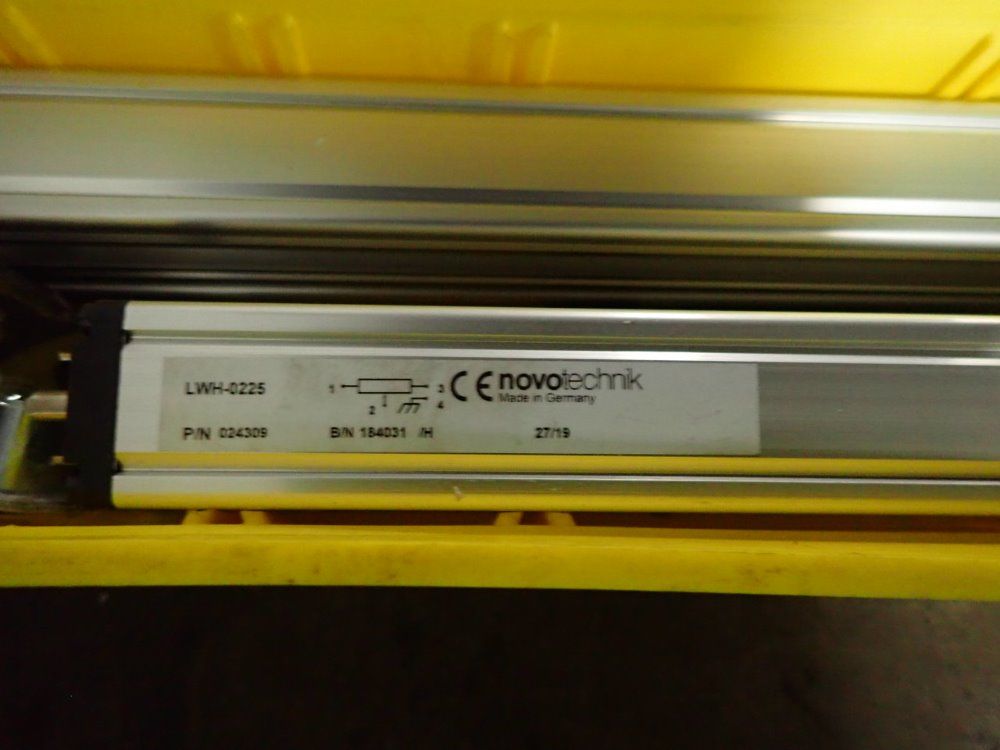 LWH-0225
1 2 3 4
CE novotechnik
Made in Germany
P/N 024309 B/N 184031 /H 27/19